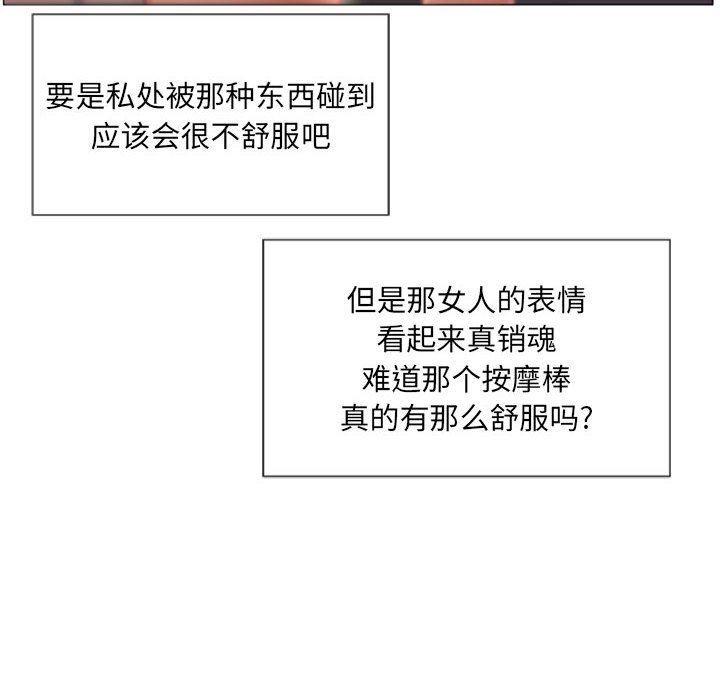 要是私处被那种东西碰到
应该会很不舒服吧
但是那女人的表情
看起来真销魂
难道那个按摩棒
真的有那么舒服吗?